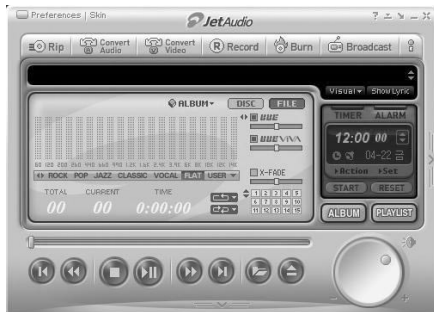 Preferences | Skin
JetAudio
Rip
Convert Audio
Convert Video
Record
Burn
Broadcast
Visual
Show Lyric
ALBUM
DISC
FILE
TIMER
ALARM
12:00 00
04-22 금
Action
Set
START
RESET
X-FADE
ROCK POP JAZZ CLASSIC VOCAL FLAT USER
TOTAL CURRENT TIME
00 00 0:00:00
1 2 3 4 5
6 7 8 9 10
11 12 13 14 15
ALBUM
PLAYLIST